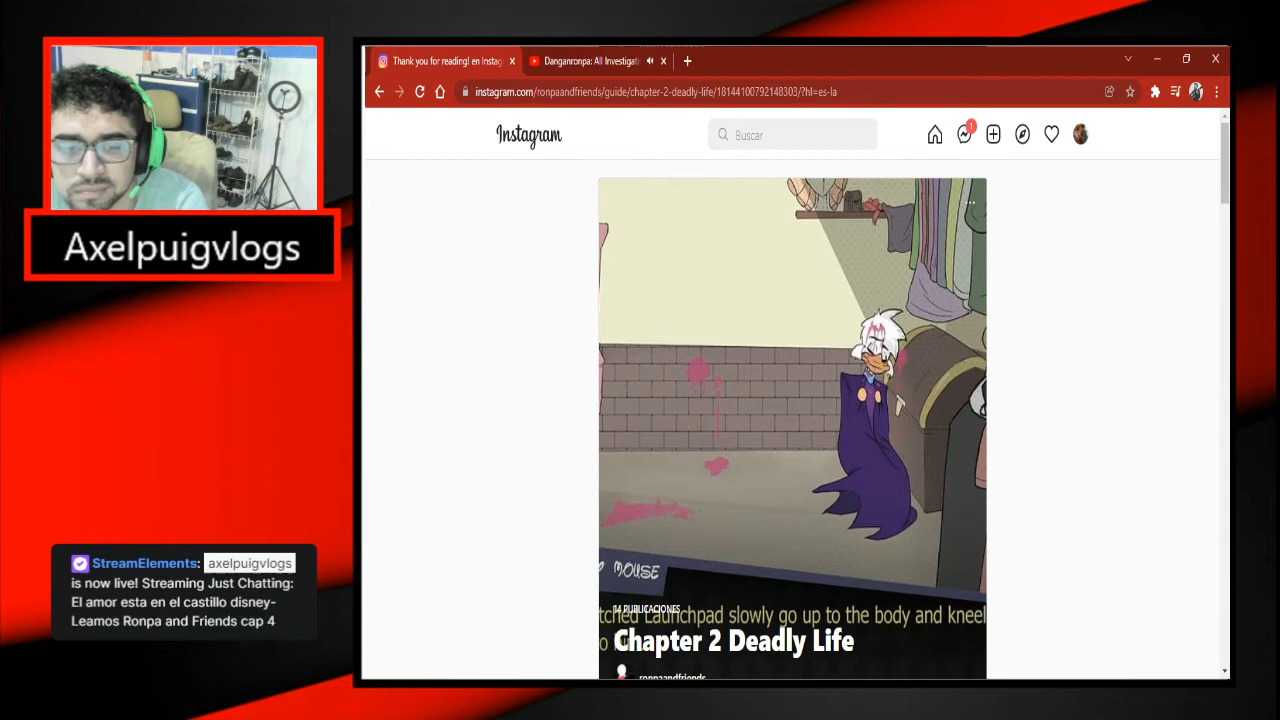 Thank you for reading! en Instag
Danganronpa: All Investigati
instagram.com/ronpaandfriends/guide/chapter-2-deadly-life/18144100792148303/?hl=es-la
Instagram
Buscar
1
Axelpuigvlogs
MOUSE
14 PUBLICACIONES
tched Launchpad slowly go up to the body and kneel
Chapter 2 Deadly Life
ronpaandfriends
StreamElements: axelpuigvlogs
is now live! Streaming Just Chatting:
El amor esta en el castillo disney-
Leamos Ronpa and Friends cap 4